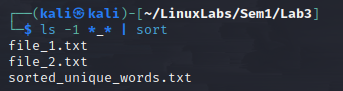 ┌──(kali㉿kali)-[~/LinuxLabs/Sem1/Lab3]
└─$ ls -1 *_* | sort
file_1.txt
file_2.txt
sorted_unique_words.txt